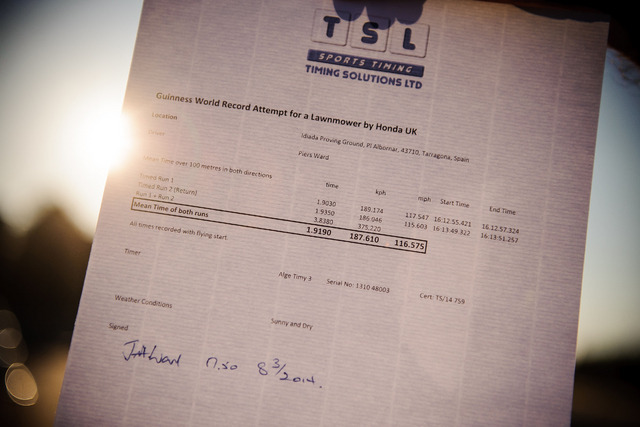 TSL
SPORTS TIMING
TIMING SOLUTIONS LTD
Guinness World Record Attempt for a Lawnmower by Honda UK
Location Idiada Proving Ground, Pl Albornar, 43710, Tarragona, Spain
Piers Ward
Mean Time over 100 metres in both directions
time kph mph Start Time End Time
Timed Run 1 1.9030 189.174 117.547 16:12:55.421 16:12:57.324
Timed Run 2 (Return) 1.9350 186.046 115.603 16:13:49.322 16:13:51.257
Run 1 + Run 2 3.8380 375.220
Mean Time of both runs 1.9190 187.610 116.575
All times recorded with flying start
Timer Alge Timy 3 Serial No: 1310 48003 Cert: TS/14 759
Weather Conditions Sunny and Dry
Signed
8 3/2014.